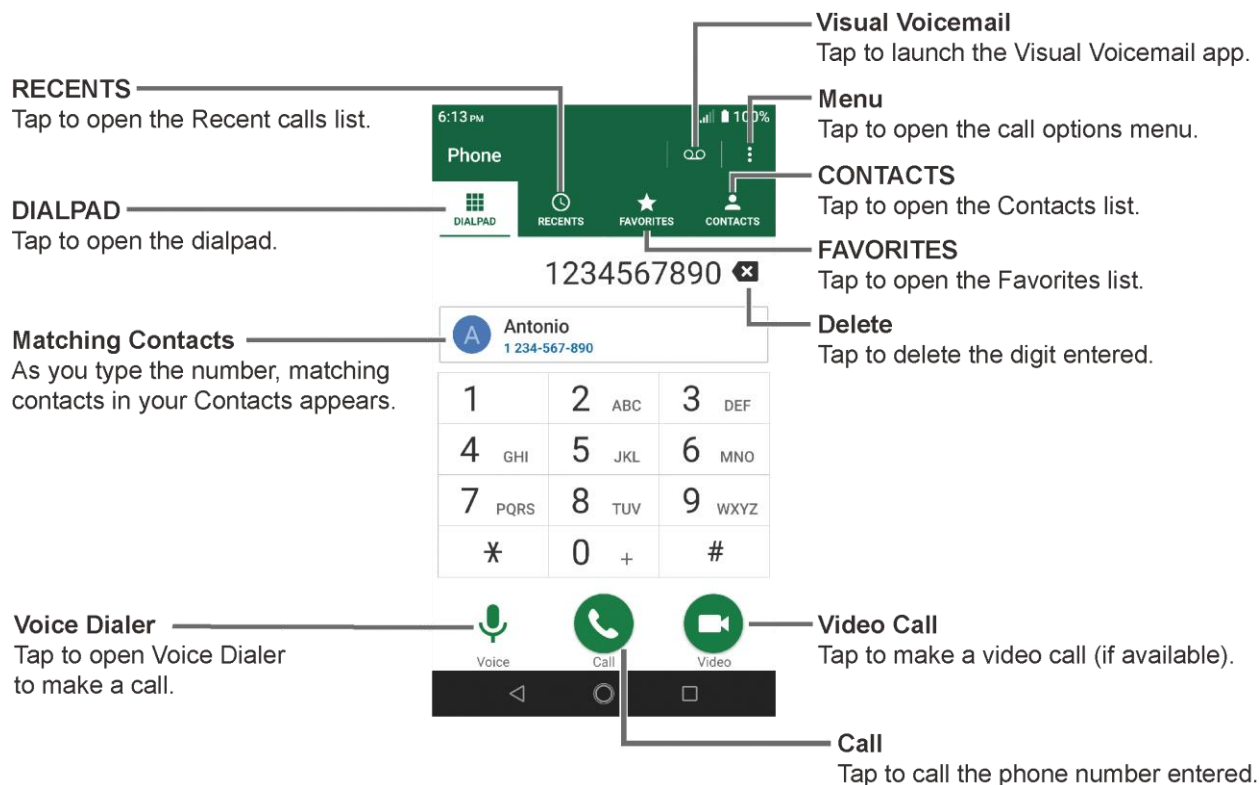 Visual Voicemail
Tap to launch the Visual Voicemail app.
RECENTS
Tap to open the Recent calls list.
Menu
Tap to open the call options menu.
6:13 PM
100%
Phone
CONTACTS
Tap to open the Contacts list.
DIALPAD
Tap to open the dialpad.
DIALPAD
RECENTS
FAVORITES
CONTACTS
FAVORITES
Tap to open the Favorites list.
1234567890
Delete
Tap to delete the digit entered.
Matching Contacts
As you type the number, matching
contacts in your Contacts appears.
A
Antonio
1 234-567-890
1
2 ABC
3 DEF
4 GHI
5 JKL
6 MNO
7 PQRS
8 TUV
9 WXYZ
*
0 +
#
Voice Dialer
Tap to open Voice Dialer
to make a call.
Voice
Call
Video
Video Call
Tap to make a video call (if available).
Call
Tap to call the phone number entered.